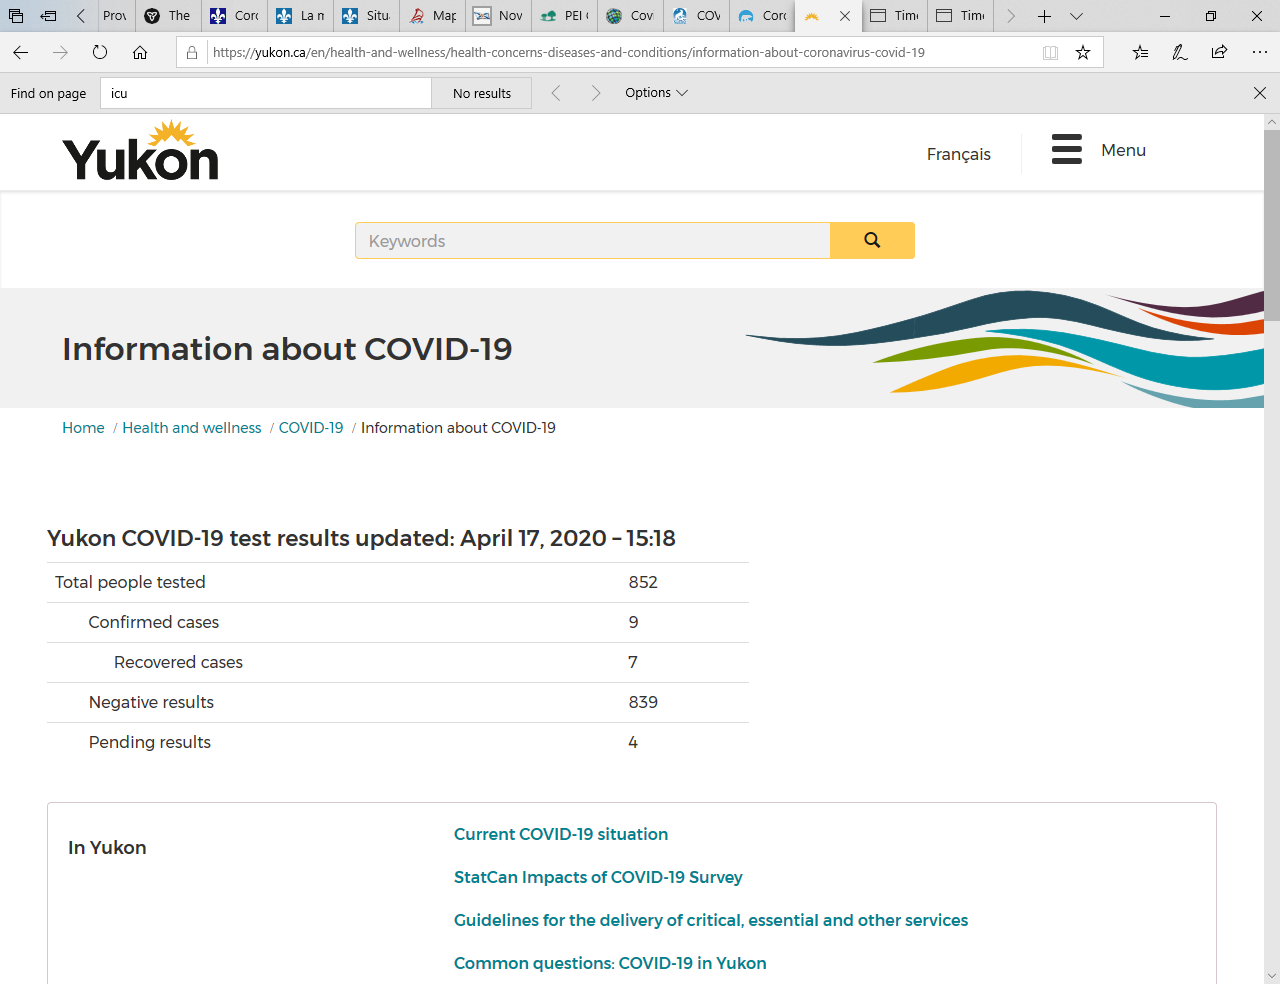 Prov The Coro La m Situ Map Nov PEI Covi COV Coro Time Time
https://yukon.ca/en/health-and-wellness/health-concerns-diseases-and-conditions/information-about-coronavirus-covid-19
Find on page icu No results Options
Yukon
Français Menu
Keywords
Information about COVID-19
Home / Health and wellness / COVID-19 / Information about COVID-19
Yukon COVID-19 test results updated: April 17, 2020 – 15:18
Total people tested 852
Confirmed cases 9
Recovered cases 7
Negative results 839
Pending results 4
In Yukon
Current COVID-19 situation
StatCan Impacts of COVID-19 Survey
Guidelines for the delivery of critical, essential and other services
Common questions: COVID-19 in Yukon